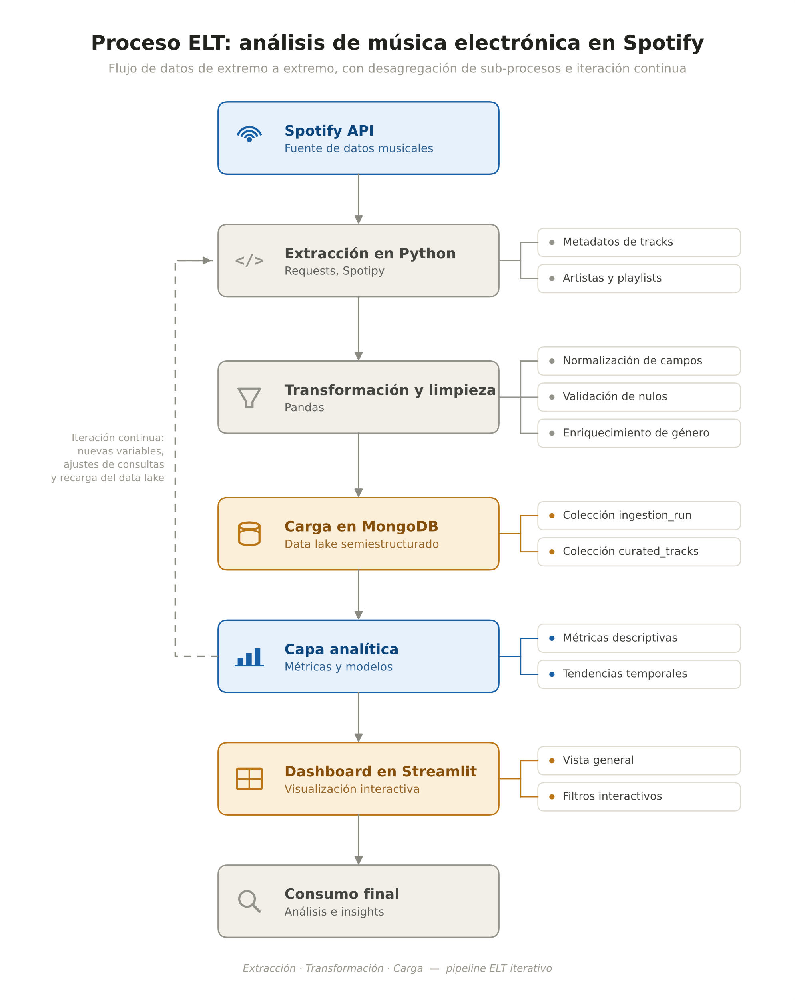 Proceso ELT: análisis de música electrónica en Spotify
Flujo de datos de extremo a extremo, con desagregación de sub-procesos e iteración continua
Spotify API
Fuente de datos musicales
</>
Extracción en Python
Requests, Spotipy
Metadatos de tracks
Artistas y playlists
Transformación y limpieza
Pandas
Normalización de campos
Validación de nulos
Enriquecimiento de género
Iteración continua:
nuevas variables,
ajustes de consultas
y recarga del data lake
Carga en MongoDB
Data lake semiestructurado
Colección ingestion_run
Colección curated_tracks
Capa analítica
Métricas y modelos
Métricas descriptivas
Tendencias temporales
Dashboard en Streamlit
Visualización interactiva
Vista general
Filtros interactivos
Consumo final
Análisis e insights
Extracción · Transformación · Carga — pipeline ELT iterativo